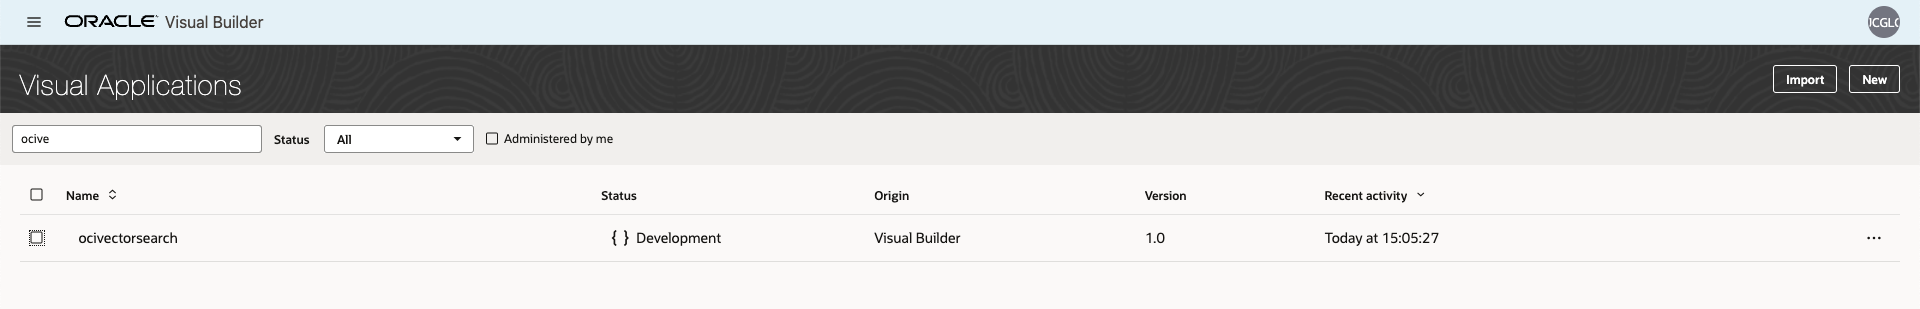 ORACLE Visual Builder
JCGLO
Visual Applications
Import
New
ocive
Status
All
Administered by me
Name
Status
Origin
Version
Recent activity
ocivectorsearch
{ } Development
Visual Builder
1.0
Today at 15:05:27
...